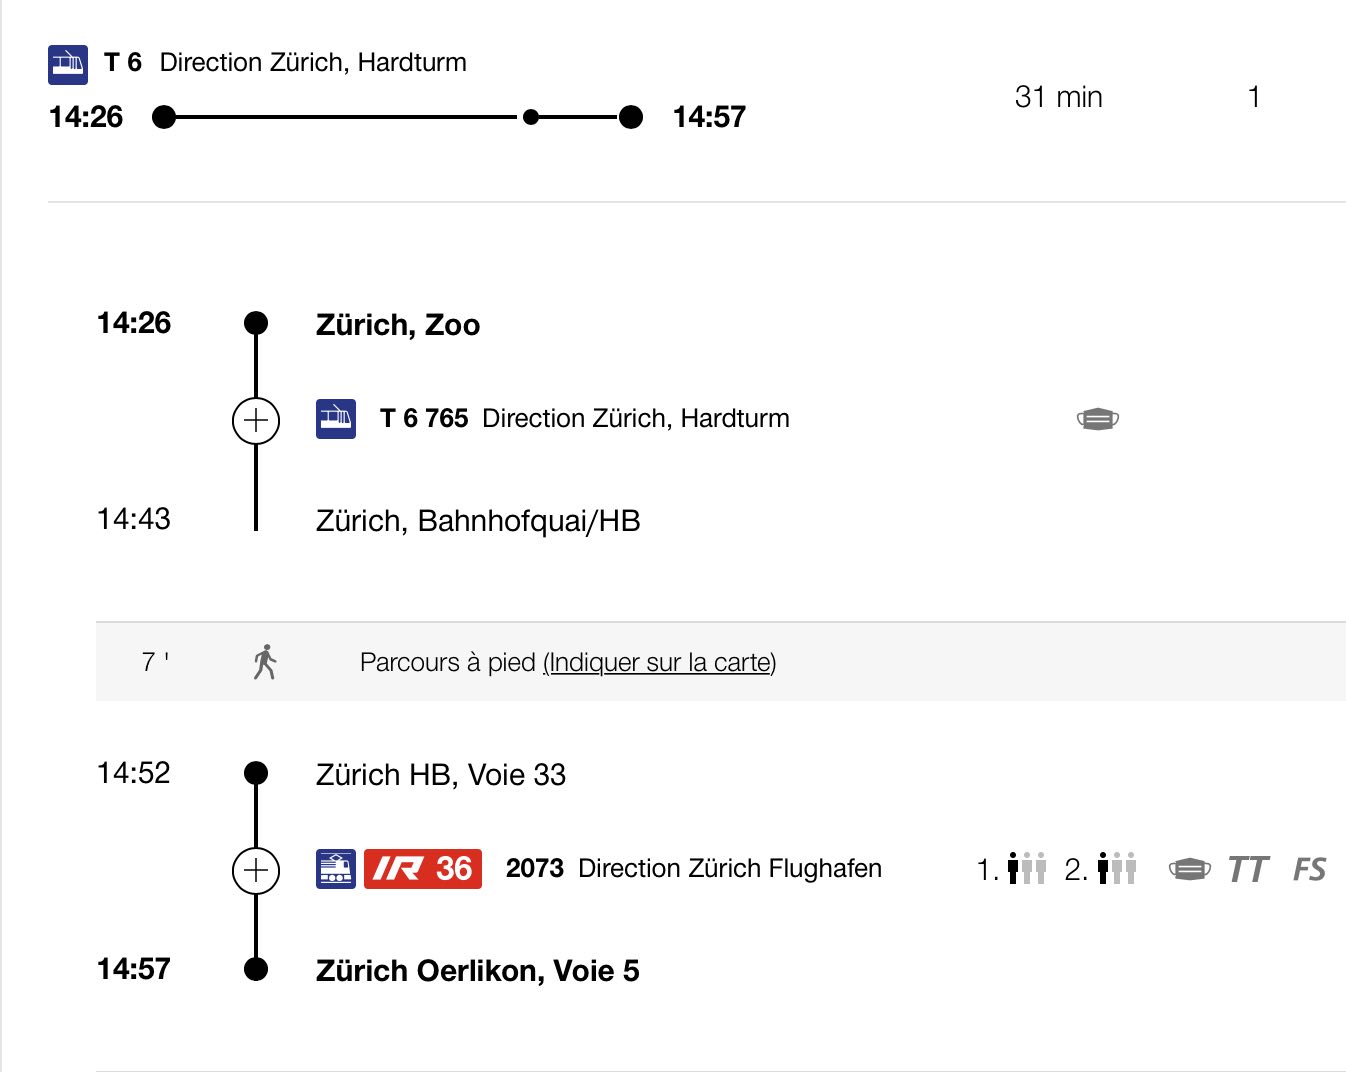 T 6 Direction Zürich, Hardturm
14:26 14:57 31 min 1
14:26 Zürich, Zoo
T 6 765 Direction Zürich, Hardturm
14:43 Zürich, Bahnhofquai/HB
7 ' Parcours à pied (Indiquer sur la carte)
14:52 Zürich HB, Voie 33
IR 36 2073 Direction Zürich Flughafen 1. 2. TT FS
14:57 Zürich Oerlikon, Voie 5